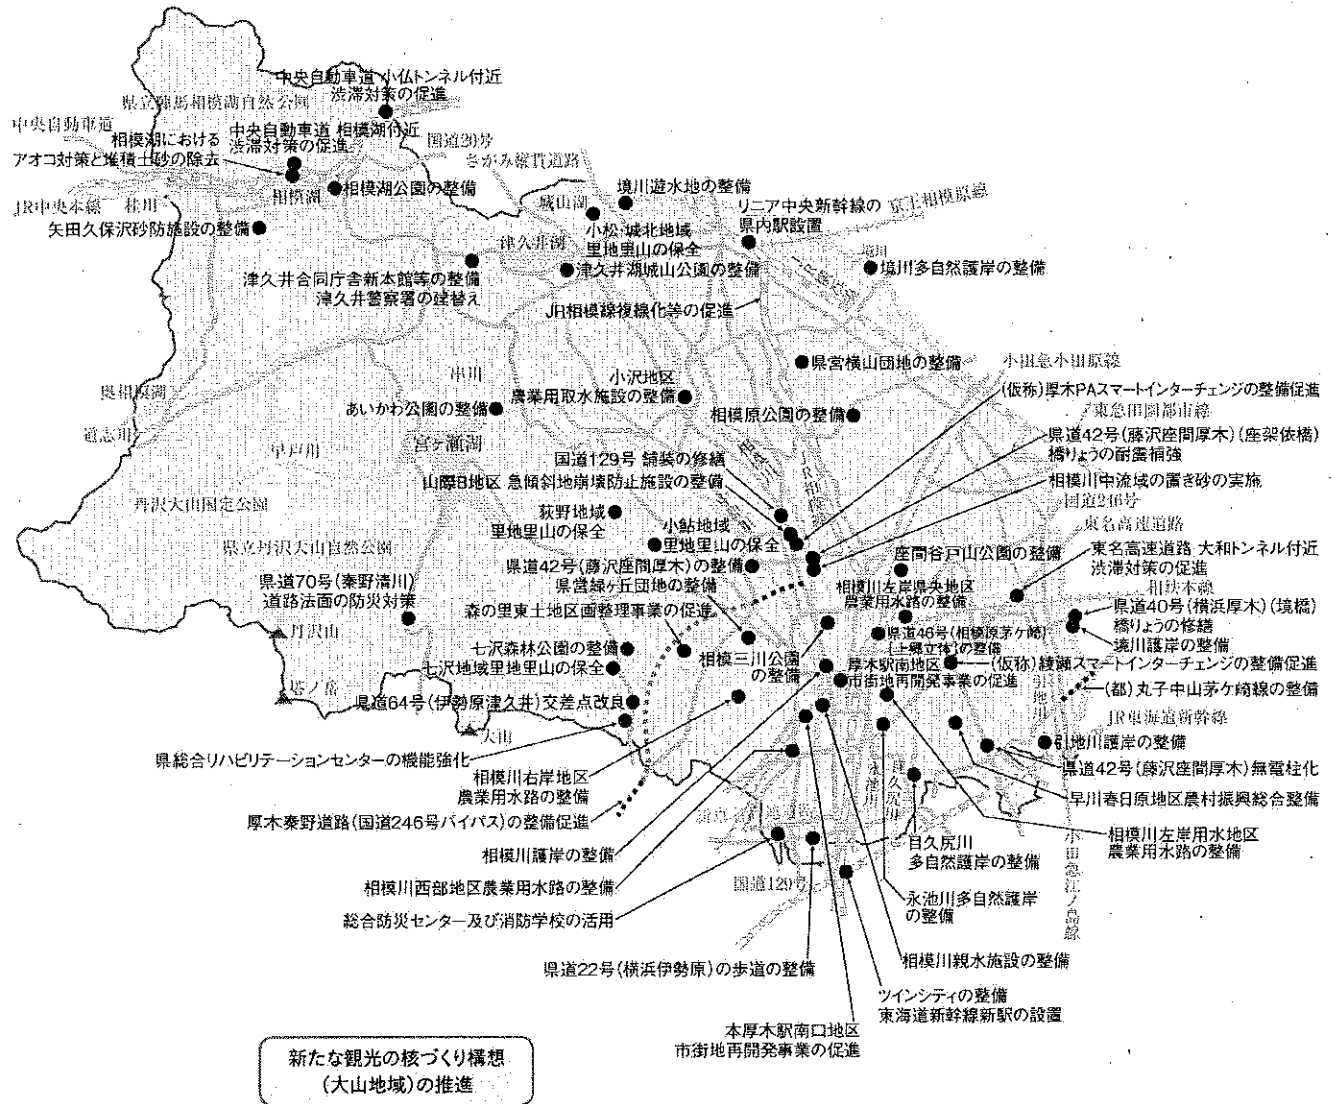 中央自動車道 小仏トンネル付近
渋滞対策の促進
県立陣馬相模湖自然公園
中央自動車道
相模湖における
アオコ対策と堆積土砂の除去
中央自動車道 相模湖付近
渋滞対策の促進
国道20号
さがみ縦貫道路
JR中央本線
桂川
相模湖
相模湖公園の整備
矢田久保沢砂防施設の整備
城山湖
境川遊水地の整備
小松・城北地域
里地里山の保全
リニア中央新幹線の
県内駅設置
京王相模原線
境川
境川多自然護岸の整備
津久井湖
津久井湖城山公園の整備
津久井合同庁舎新本館等の整備
津久井警察署の建替え
JR横浜線
JR相模線複線化等の促進
県営横山団地の整備
小田急小田原線
奥相模湖
道志川
串川
あいかわ公園の整備
小沢地区
農業用取水施設の整備
相模原公園の整備
(仮称)厚木PAスマートインターチェンジの整備促進
東急田園都市線
早戸川
宮ヶ瀬湖
県道42号(藤沢座間厚木)(座架依橋)
橋りょうの耐震補強
相模川
JR相模線
国道129号 舗装の修繕
山際B地区 急傾斜地崩壊防止施設の整備
相模川中流域の置き砂の実施
国道246号
丹沢大山国定公園
荻野地域
里地里山の保全
小鮎地域
里地里山の保全
東名高速道路
県立丹沢大山自然公園
座間谷戸山公園の整備
東名高速道路 大和トンネル付近
渋滞対策の促進
県道42号(藤沢座間厚木)の整備
県道70号(秦野清川)
道路法面の防災対策
県営緑ヶ丘団地の整備
相模川左岸県央地区
農業用水路の整備
相鉄本線
森の里東土地区画整理事業の促進
県道40号(横浜厚木)(境橋)
橋りょうの修繕
丹沢山
県道46号(相模原茅ケ崎)
(上郷立体)の整備
境川護岸の整備
七沢森林公園の整備
相模三川公園
の整備
厚木駅南地区
市街地再開発事業の促進
(仮称)綾瀬スマートインターチェンジの整備促進
七沢地域里地里山の保全
塔ノ岳
引地川
(都)丸子中山茅ケ崎線の整備
県道64号(伊勢原津久井)交差点改良
JR東海道新幹線
大山
引地川護岸の整備
県総合リハビリテーションセンターの機能強化
県道42号(藤沢座間厚木)無電柱化
相模川右岸地区
農業用水路の整備
永池川
目久尻川
早川春日原地区農村振興総合整備
厚木秦野道路(国道246号バイパス)の整備促進
相模川左岸用水地区
農業用水路の整備
目久尻川
多自然護岸の整備
相模川護岸の整備
小田急江ノ島線
国道129号
相模川西部地区農業用水路の整備
永池川多自然護岸
の整備
総合防災センター及び消防学校の活用
相模川親水施設の整備
県道22号(横浜伊勢原)の歩道の整備
ツインシティの整備
東海道新幹線新駅の設置
本厚木駅南口地区
市街地再開発事業の促進
新たな観光の核づくり構想
(大山地域)の推進